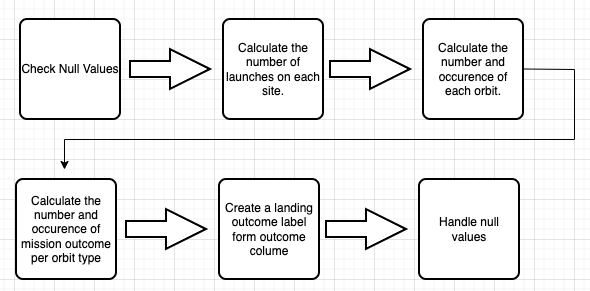 Check Null Values
Calculate the
number of
launches on each
site.
Calculate the
number and
occurence of
each orbit.
Calculate the
number and
occurence of
mission outcome
per orbit type
Create a landing
outcome label
form outcome
colume
Handle null
values